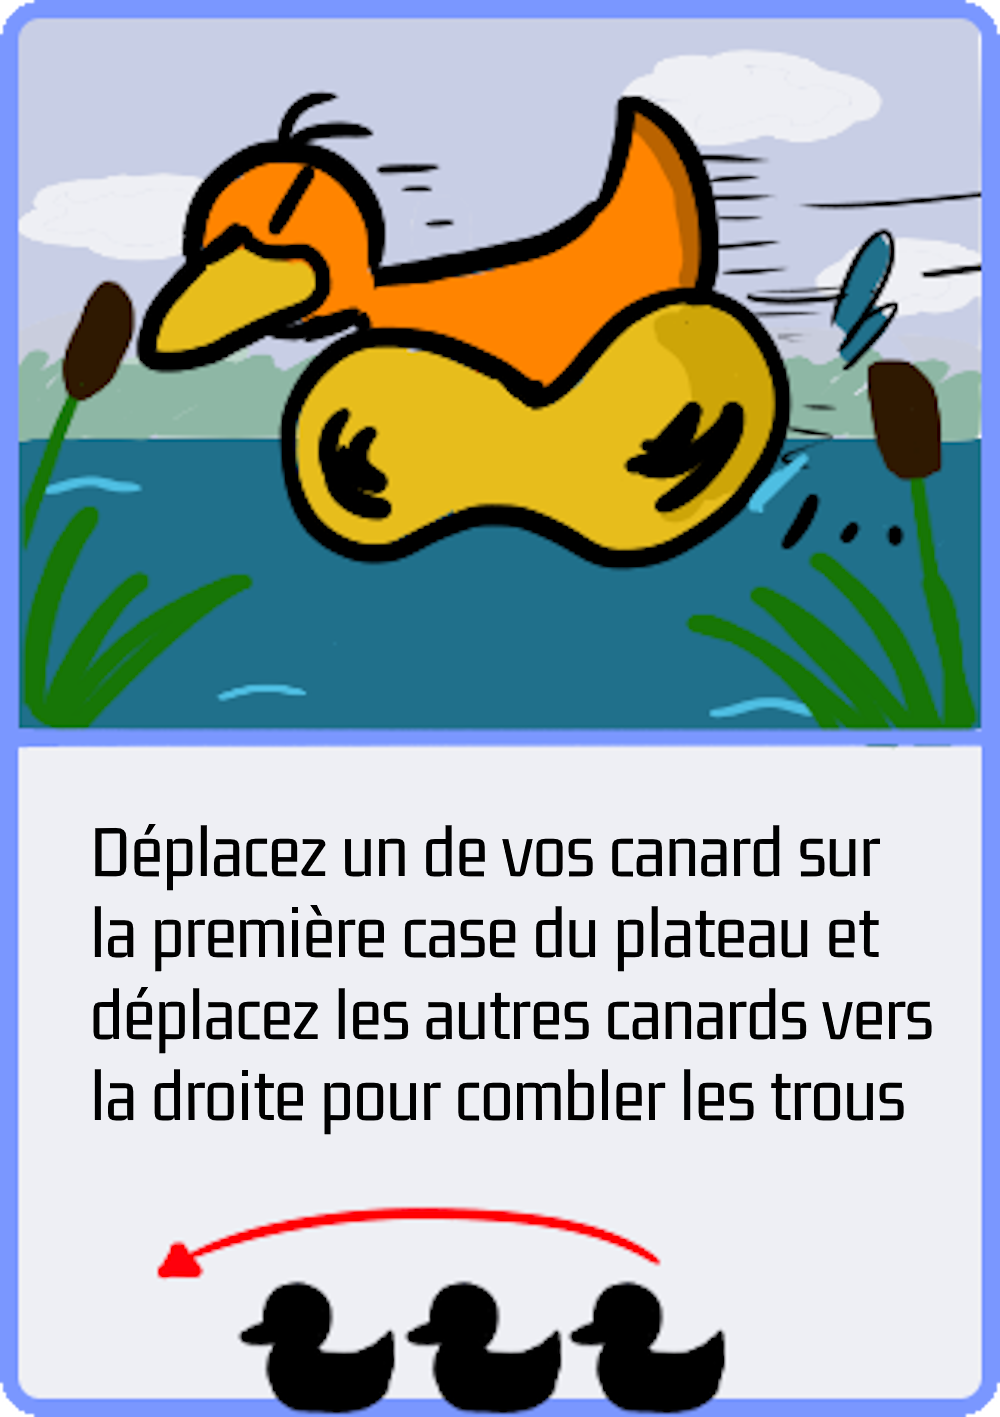 Déplacez un de vos canard sur
la première case du plateau et
déplacez les autres canards vers
la droite pour combler les trous